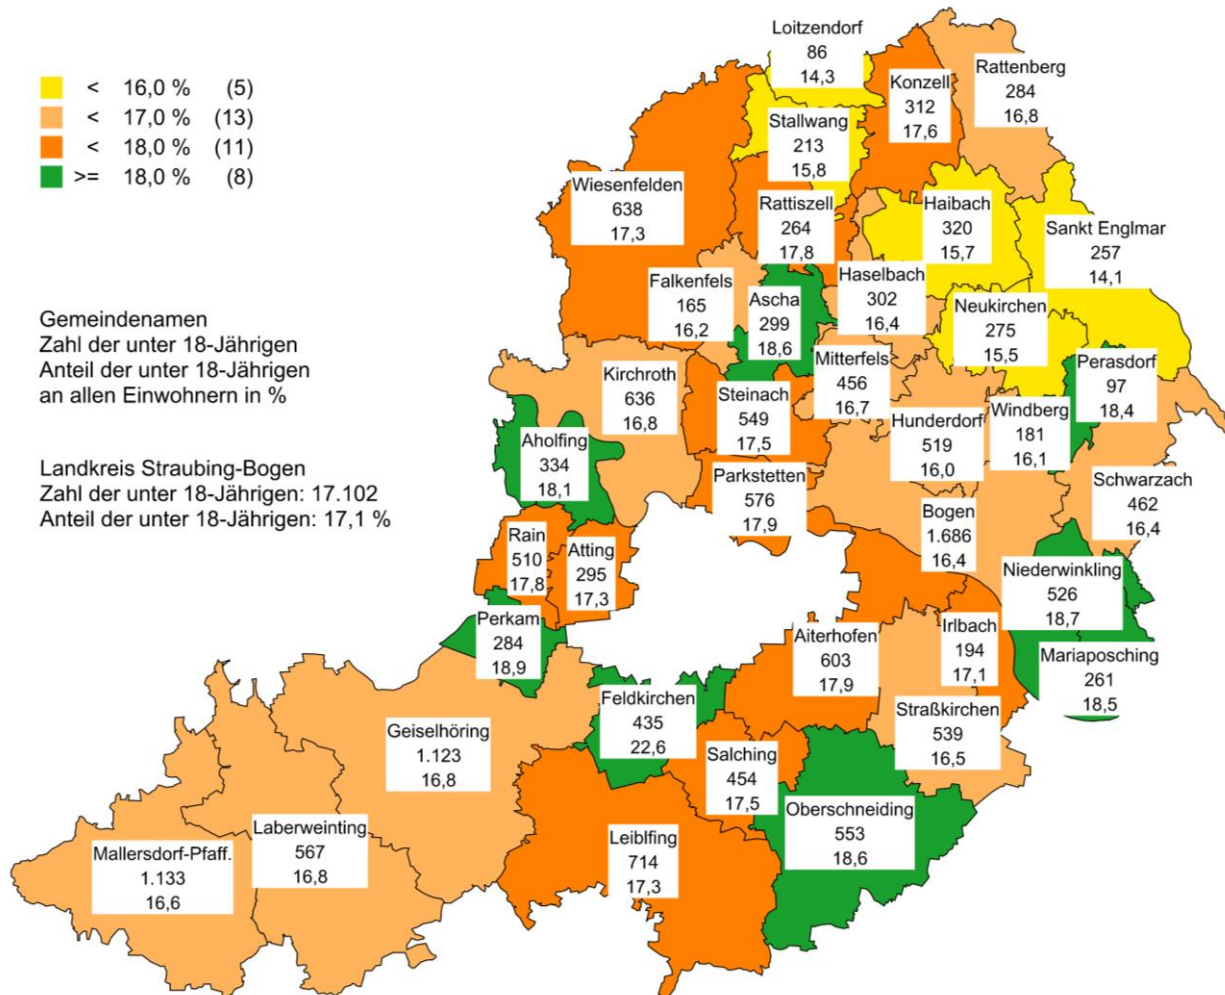 < 16,0 % (5)
< 17,0 % (13)
< 18,0 % (11)
>= 18,0 % (8)
Gemeindenamen
Zahl der unter 18-Jährigen
Anteil der unter 18-Jährigen
an allen Einwohnern in %
Landkreis Straubing-Bogen
Zahl der unter 18-Jährigen: 17.102
Anteil der unter 18-Jährigen: 17,1 %
Loitzendorf
86
14,3
Konzell
312
17,6
Rattenberg
284
16,8
Stallwang
213
15,8
Wiesenfelden
638
17,3
Rattiszell
264
17,8
Haibach
320
15,7
Sankt Englmar
257
14,1
Falkenfels
165
16,2
Ascha
299
18,6
Haselbach
302
16,4
Neukirchen
275
15,5
Perasdorf
97
18,4
Kirchroth
636
16,8
Steinach
549
17,5
Mitterfels
456
16,7
Hunderdorf
519
16,0
Windberg
181
16,1
Aholfing
334
18,1
Parkstetten
576
17,9
Schwarzach
462
16,4
Bogen
1.686
16,4
Rain
510
17,8
Atting
295
17,3
Niederwinkling
526
18,7
Perkam
284
18,9
Aiterhofen
603
17,9
Irlbach
194
17,1
Mariaposching
261
18,5
Feldkirchen
435
22,6
Straßkirchen
539
16,5
Geiselhöring
1.123
16,8
Salching
454
17,5
Oberschneiding
553
18,6
Laberweinting
567
16,8
Leiblfing
714
17,3
Mallersdorf-Pfaff.
1.133
16,6